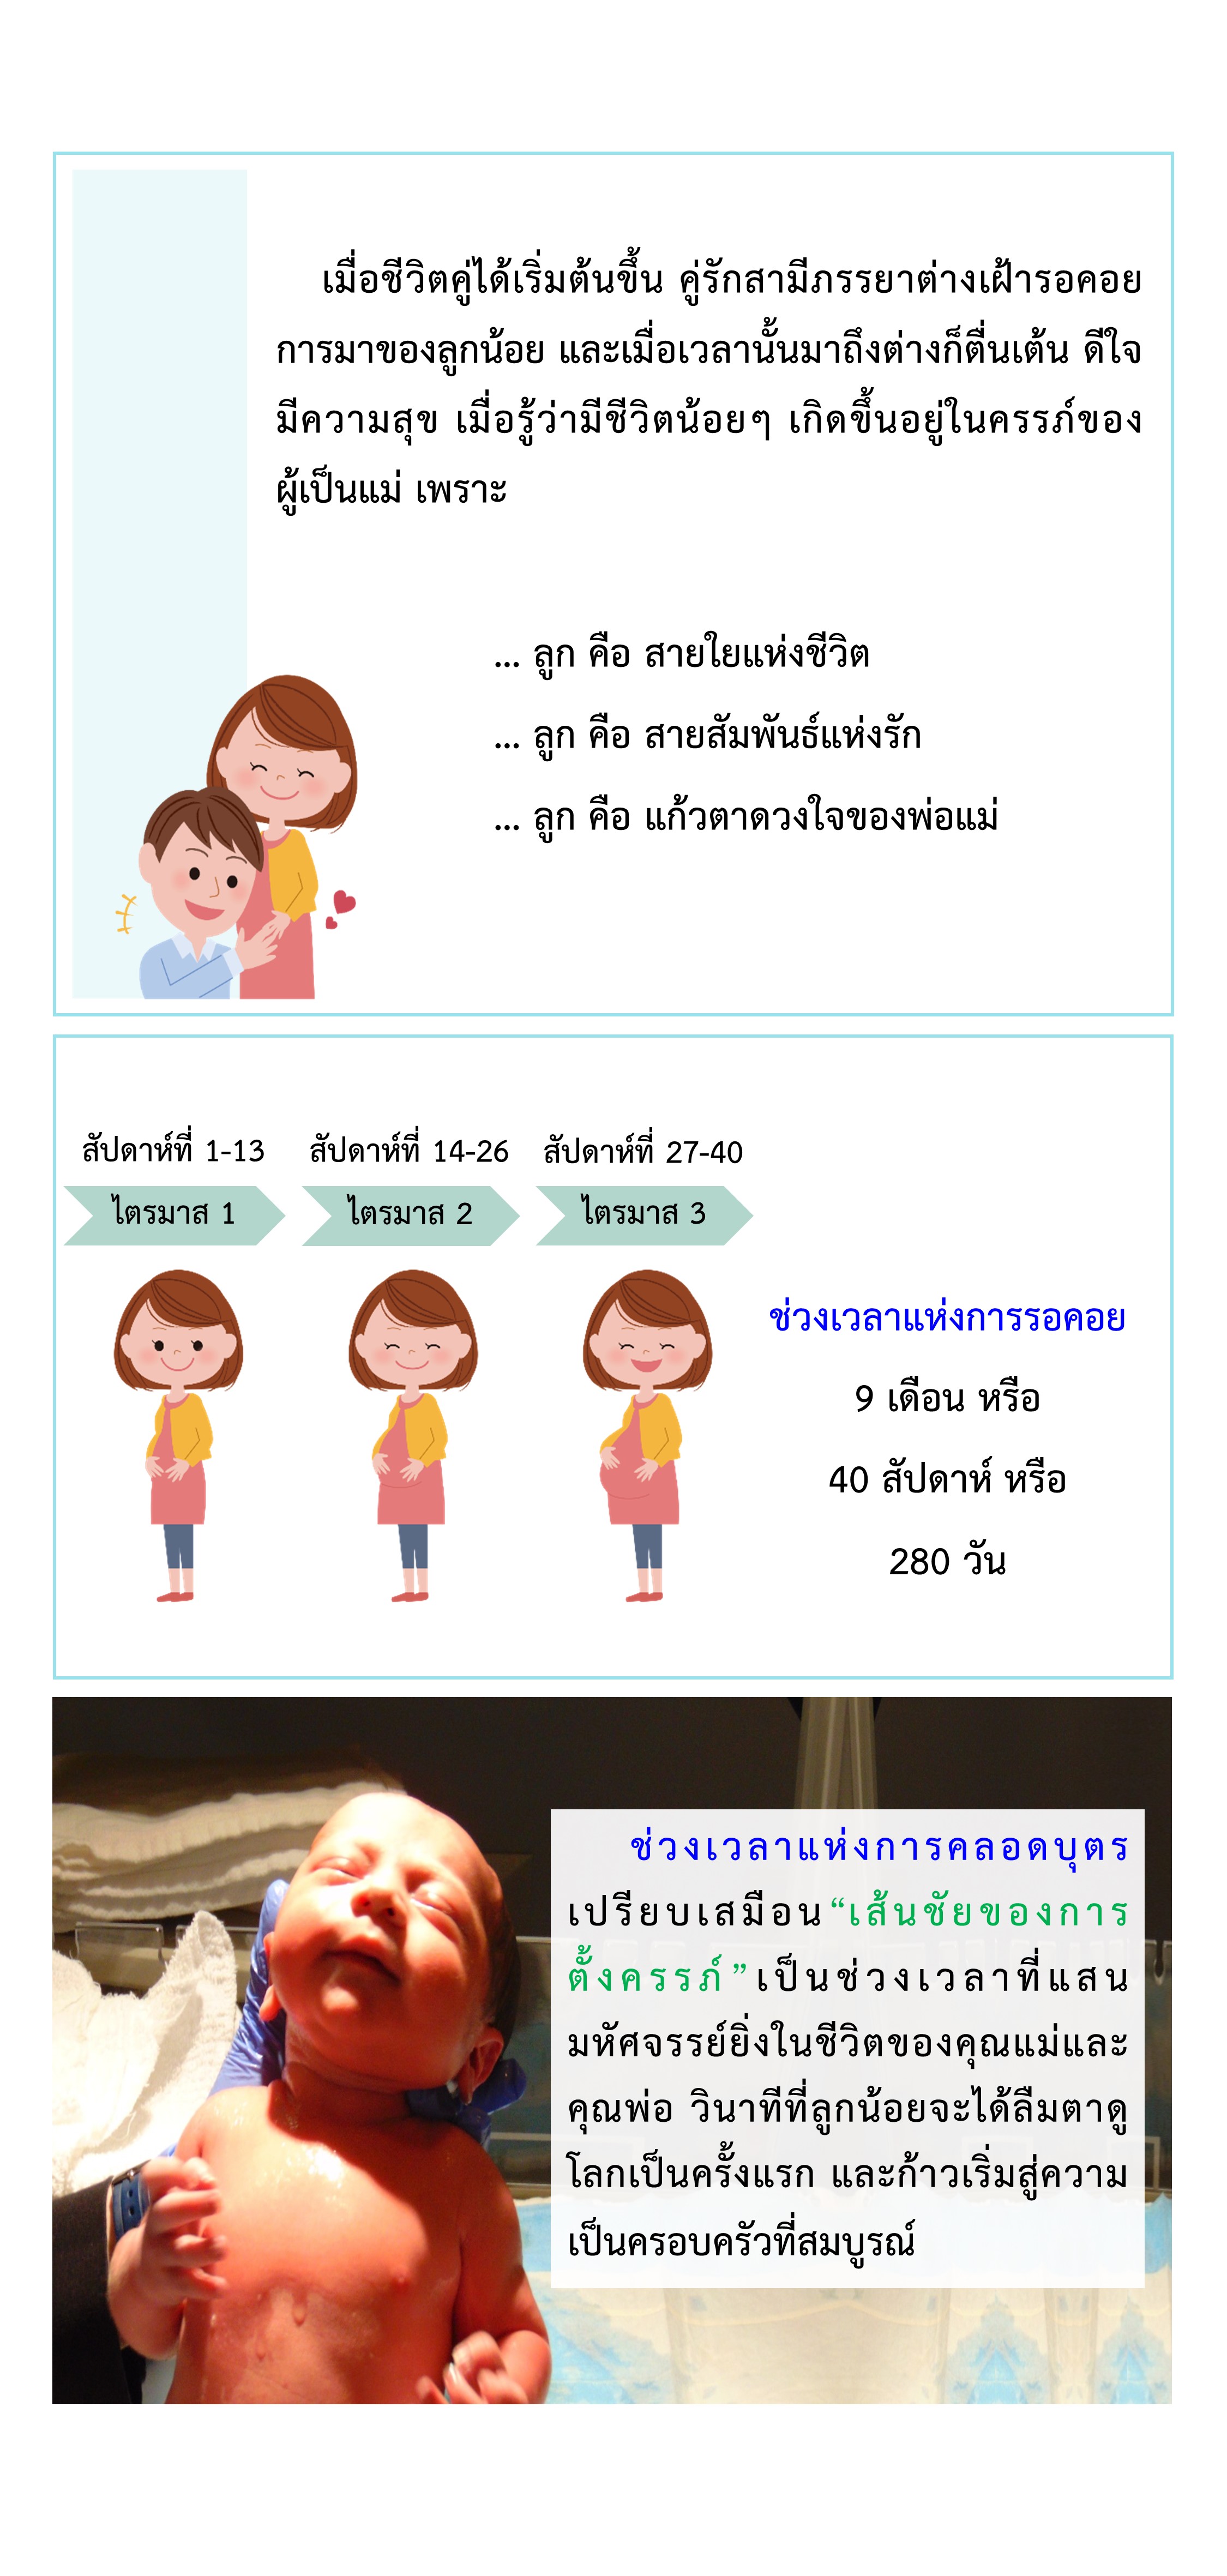 เมื่อชีวิตคู่ได้เริ่มต้นขึ้น คู่รักสามีภรรยาต่างเฝ้ารอคอย
การมาของลูกน้อย และเมื่อเวลานั้นมาถึงต่างก็ตื่นเต้น ดีใจ
มีความสุข เมื่อรู้ว่ามีชีวิตน้อยๆ เกิดขึ้นอยู่ในครรภ์ของ
ผู้เป็นแม่ เพราะ
... ลูก คือ สายใยแห่งชีวิต
... ลูก คือ สายสัมพันธ์แห่งรัก
... ลูก คือ แก้วตาดวงใจของพ่อแม่
สัปดาห์ที่ 1-13
สัปดาห์ที่ 14-26
สัปดาห์ที่ 27-40
ไตรมาส 1
ไตรมาส 2
ไตรมาส 3
ช่วงเวลาแห่งการรอคอย
9 เดือน หรือ
40 สัปดาห์ หรือ
280 วัน
ช่วงเวลาแห่งการคลอดบุตร
เปรียบเสมือน “เส้นชัยของการ
ตั้งครรภ์” เป็นช่วงเวลาที่แสน
มหัศจรรย์ยิ่งในชีวิตของคุณแม่และ
คุณพ่อ วินาทีที่ลูกน้อยจะได้ลืมตาดู
โลกเป็นครั้งแรก และก้าวเริ่มสู่ความ
เป็นครอบครัวที่สมบูรณ์